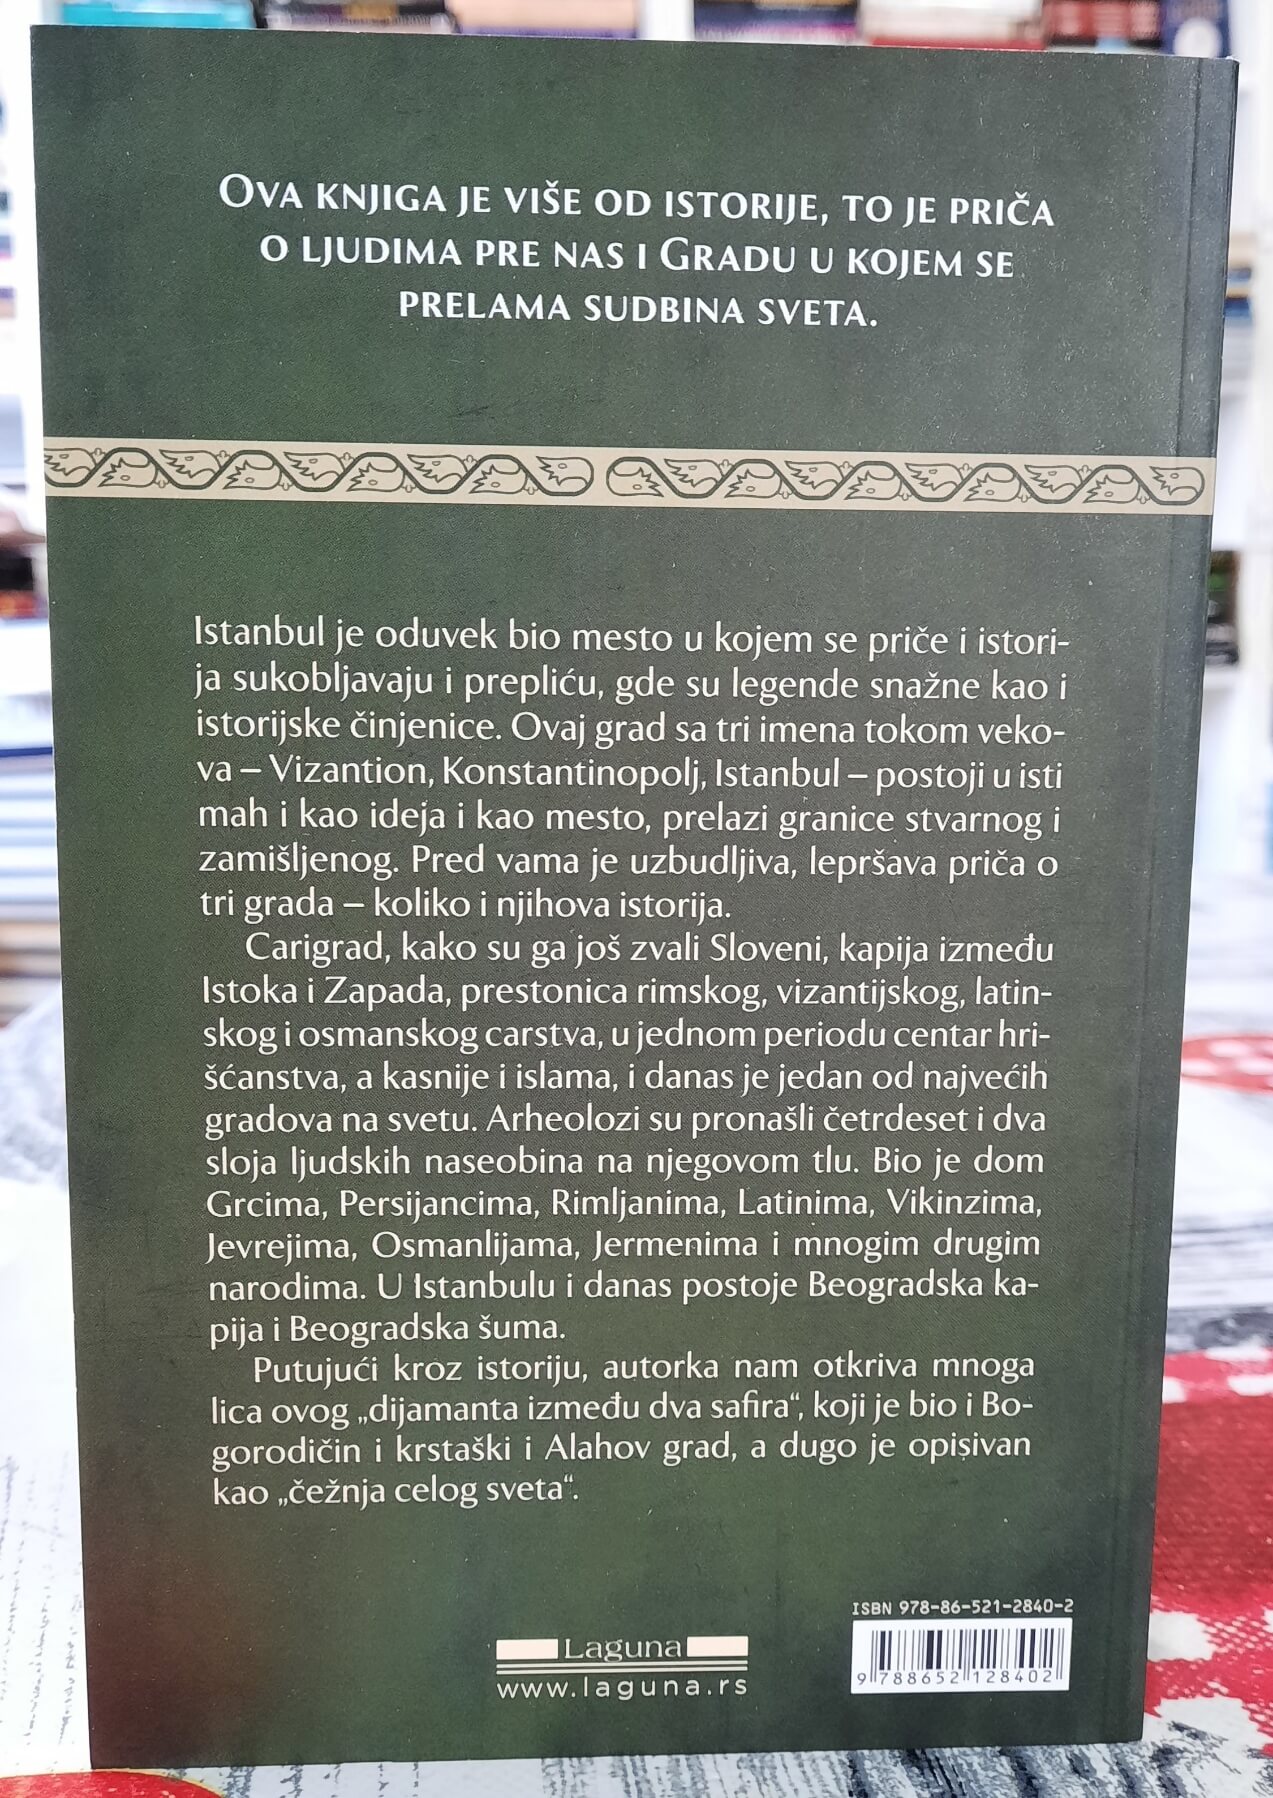 OVA KNJIGA JE VIŠE OD ISTORIJE, TO JE PRIČA
O LJUDIMA PRE NAS I GRADU U KOJEM SE
PRELAMA SUDBINA SVETA.
Istanbul je oduvek bio mesto u kojem se priče i istori-
ja sukobljavaju i prepliću, gde su legende snažne kao i
istorijske činjenice. Ovaj grad sa tri imena tokom veko-
va – Vizantion, Konstantinopolj, Istanbul – postoji u isti
mah i kao ideja i kao mesto, prelazi granice stvarnog i
zamišljenog. Pred vama je uzbudljiva, lepršava priča o
tri grada – koliko i njihova istorija.
Carigrad, kako su ga još zvali Sloveni, kapija između
Istoka i Zapada, prestonica rimskog, vizantijskog, latin-
skog i osmanskog carstva, u jednom periodu centar hri-
šćanstva, a kasnije i islama, i danas je jedan od najvećih
gradova na svetu. Arheolozi su pronašli četrdeset i dva
sloja ljudskih naseobina na njegovom tlu. Bio je dom
Grcima, Persijancima, Rimljanima, Latinima, Vikinzima,
Jevrejima, Osmanlijama, Jermenima i mnogim drugim
narodima. U Istanbulu i danas postoje Beogradska ka-
pija i Beogradska šuma.
Putujući kroz istoriju, autorka nam otkriva mnoga
lica ovog „dijamanta između dva safira“, koji je bio i Bo-
gorodičin i krstaški i Alahov grad, a dugo je opisivan
kao „čežnja celog sveta“.
ISBN 978-86-521-2840-2
Laguna
www.laguna.rs
9 788652 128402